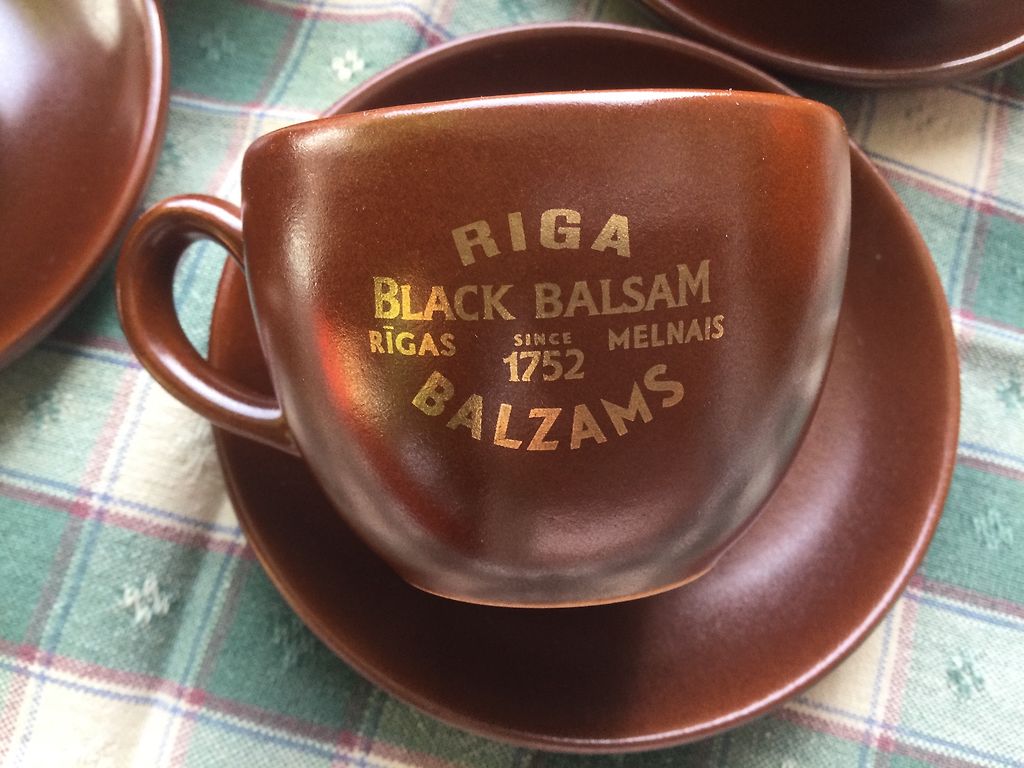 RIGA
BLACK BALSAM
RĪGAS SINCE MELNAIS
1752
BALZAMS